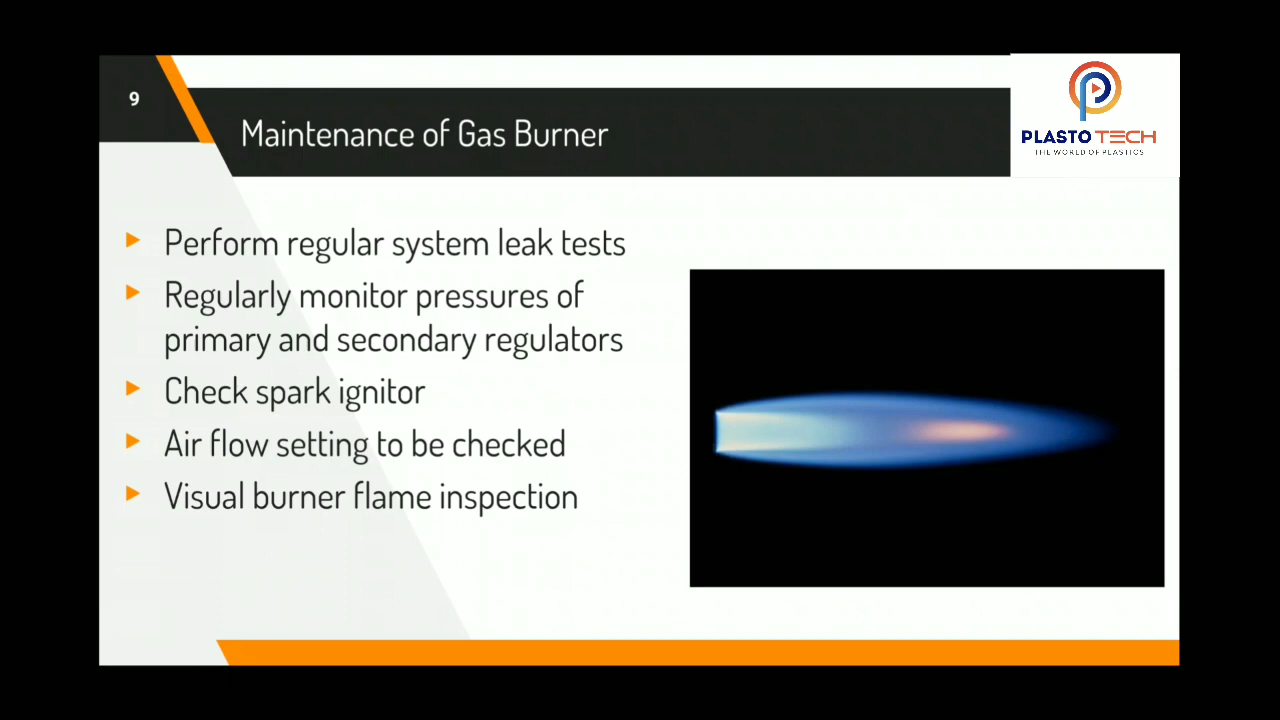 9
Maintenance of Gas Burner
PLASTO TECH
THE WORLD OF PLASTICS
Perform regular system leak tests
Regularly monitor pressures of
primary and secondary regulators
Check spark ignitor
Air flow setting to be checked
Visual burner flame inspection